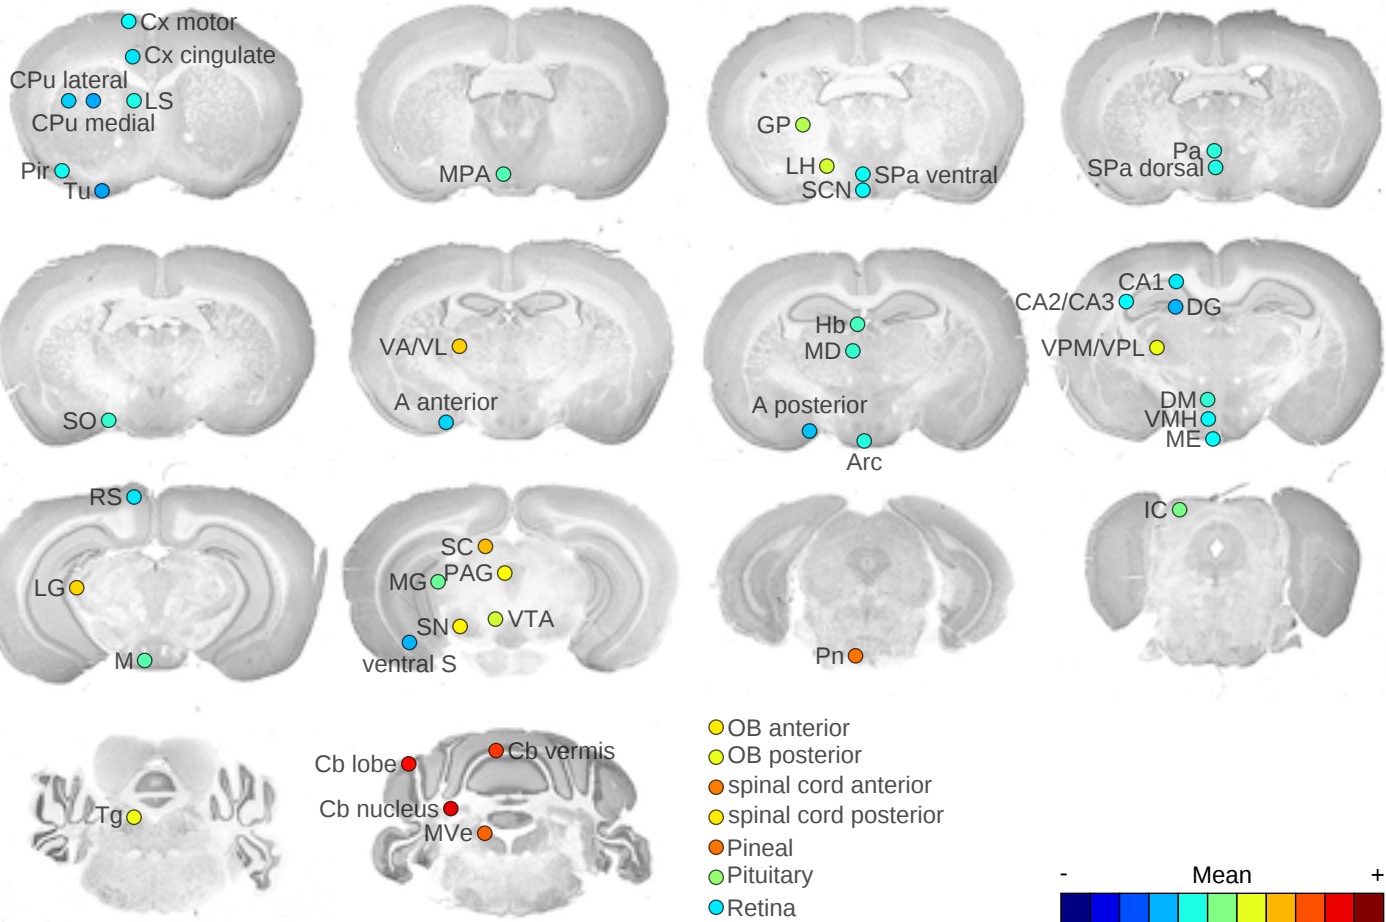 Cx motor
Cx cingulate
CPu lateral
LS
CPu medial
Pir
Tu
MPA
GP
LH
SPa ventral
SCN
Pa
SPa dorsal
SO
VA/VL
A anterior
Hb
MD
A posterior
Arc
CA1
CA2/CA3
DG
VPM/VPL
DM
VMH
ME
RS
LG
M
SC
PAG
MG
SN
VTA
ventral S
Pn
IC
Tg
Cb lobe
Cb vermis
Cb nucleus
MVe
OB anterior
OB posterior
spinal cord anterior
spinal cord posterior
Pineal
Pituitary
Retina
- Mean +